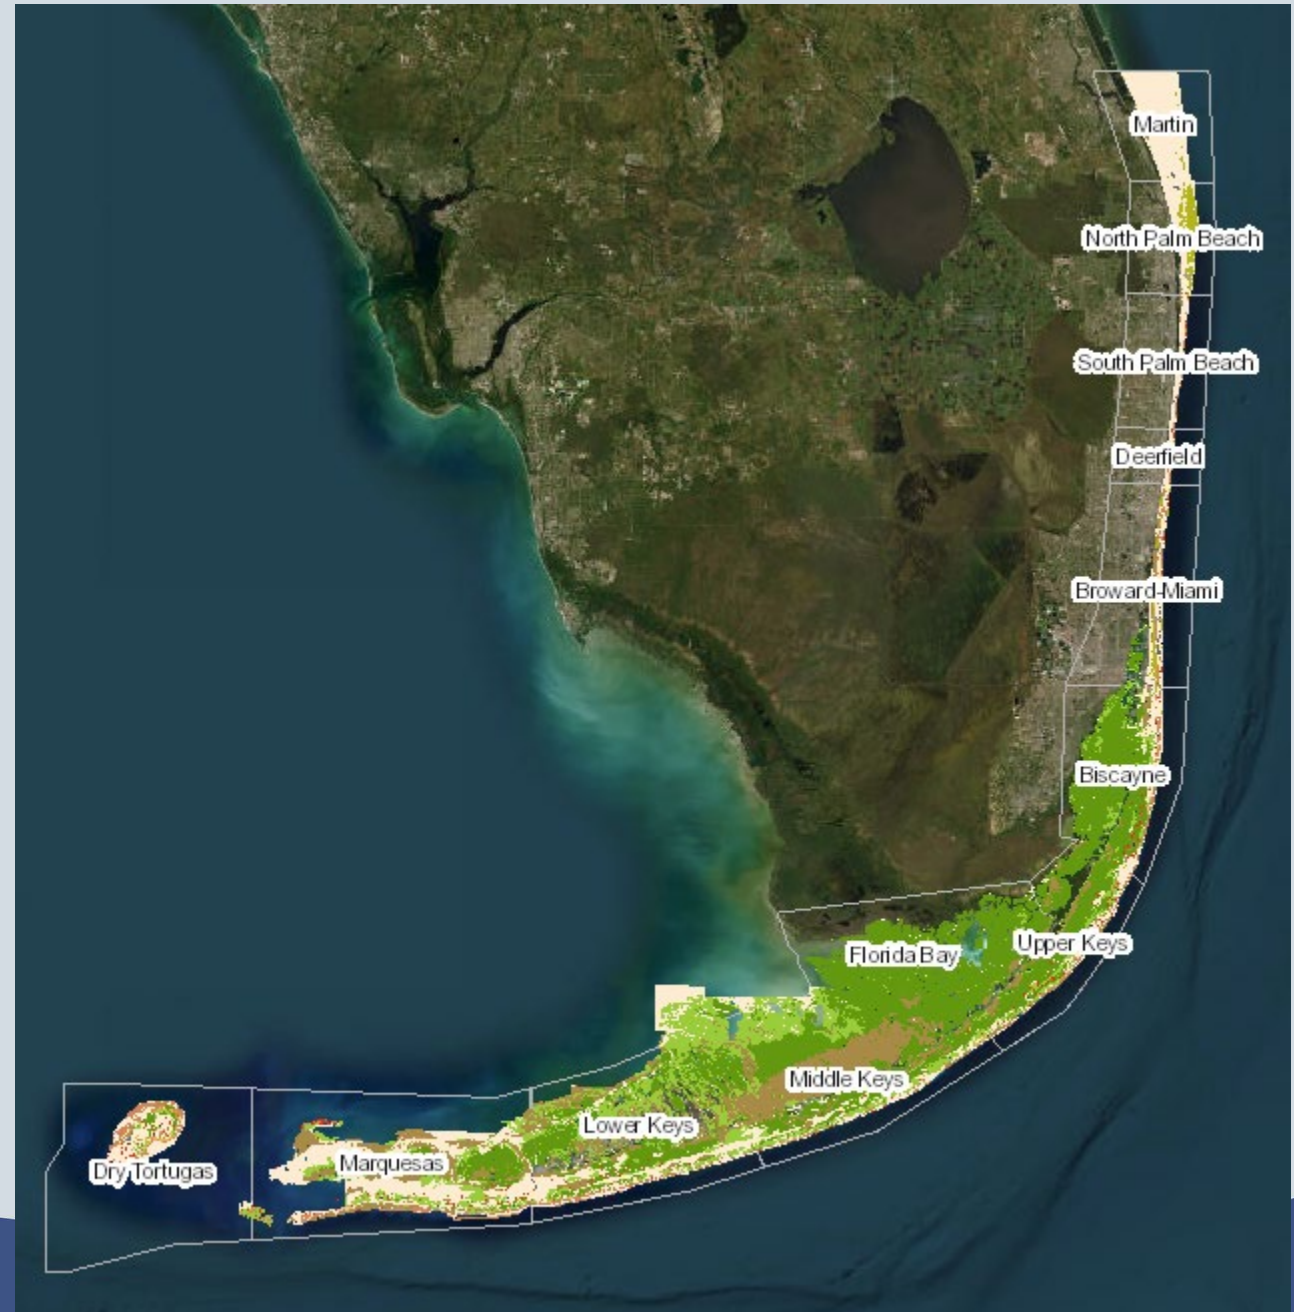 Martin
North Palm Beach
South Palm Beach
Deerfield
Broward-Miami
Biscayne
Upper Keys
Florida Bay
Middle Keys
Lower Keys
Marquesas
Dry Tortugas